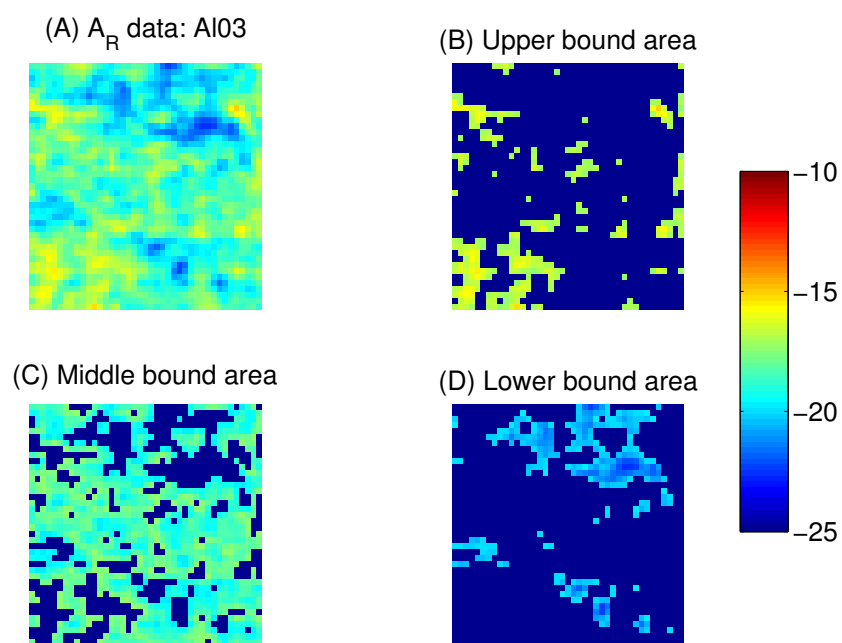 (A) A_R data: Al03
(B) Upper bound area
−10
−15
(C) Middle bound area
(D) Lower bound area
−20
−25